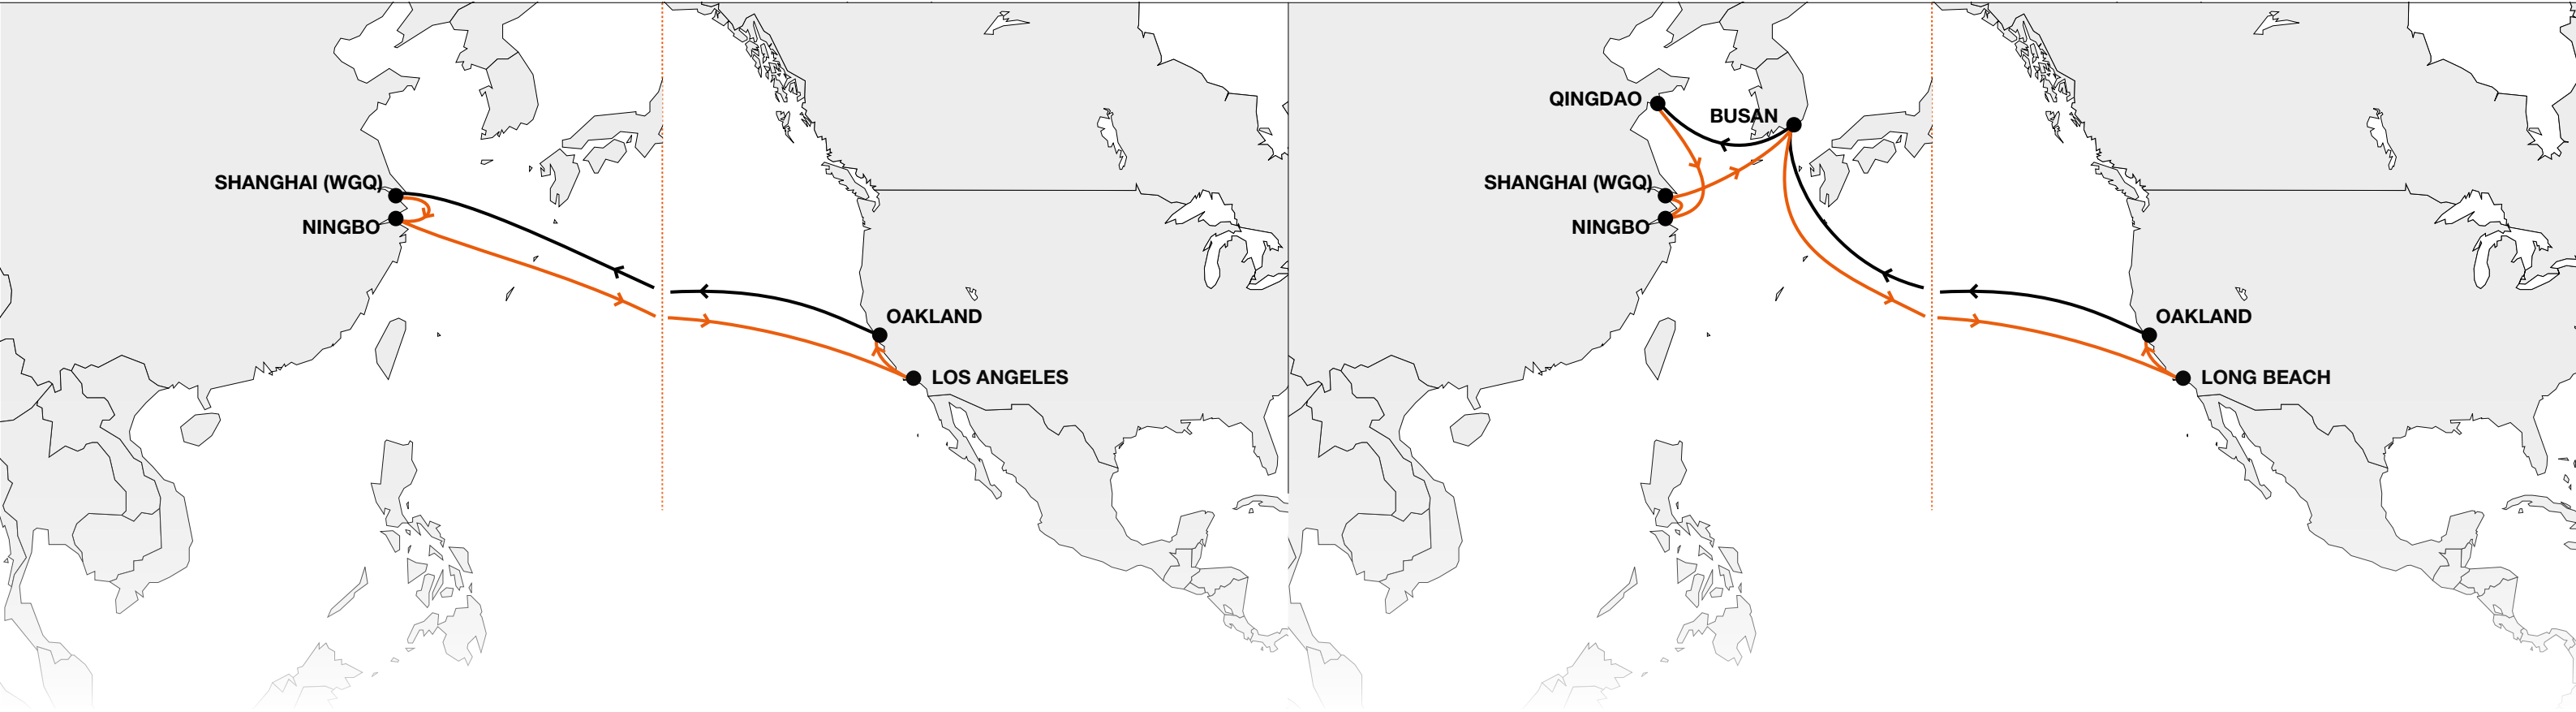 SHANGHAI (WGQ)
NINGBO
OAKLAND
LOS ANGELES
QINGDAO
BUSAN
SHANGHAI (WGQ)
NINGBO
OAKLAND
LONG BEACH